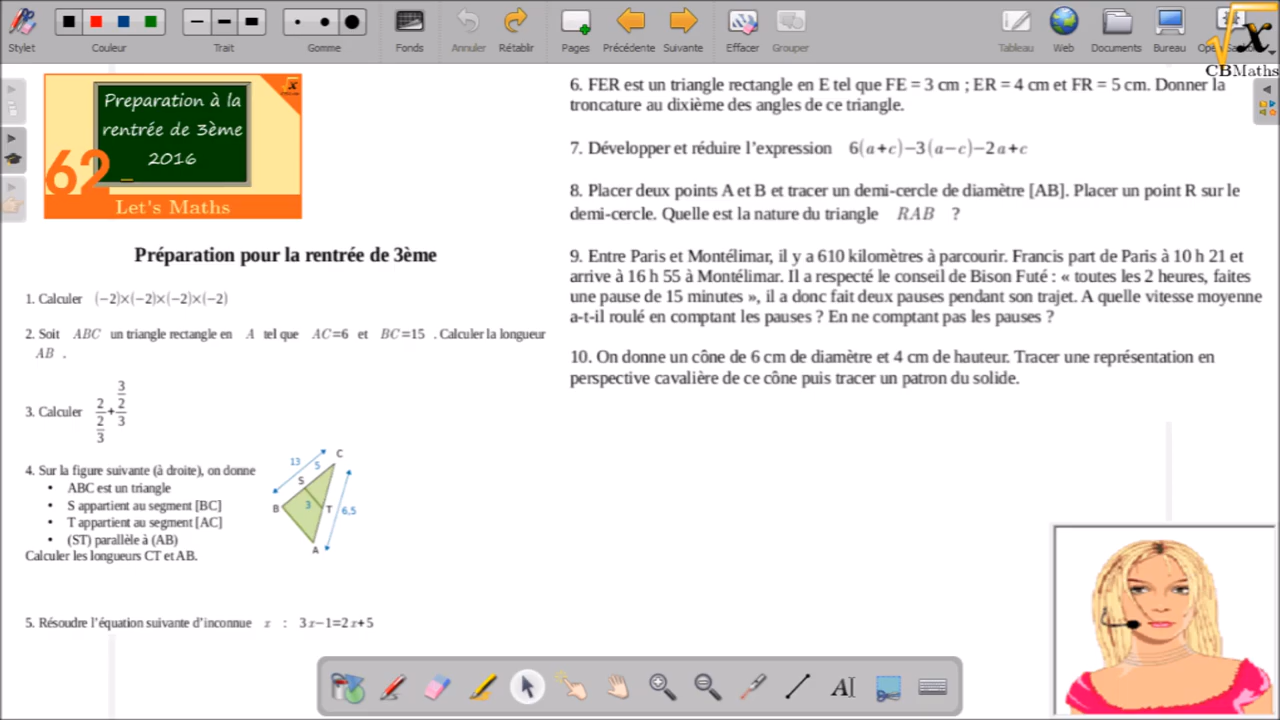 Stylet
Couleur
Trait
Gomme
Fonds
Annuler
Rétablir
Pages
Précédente
Suivante
Effacer
Grouper
Tableau
Web
Documents
Bureau
x
CBMaths
Preparation à la
rentrée de 3ème
2016
62
Let's Maths
Préparation pour la rentrée de 3ème
1. Calculer (−2)×(−2)×(−2)×(−2)
2. Soit ABC un triangle rectangle en A tel que AC=6 et BC=15 . Calculer la longueur
AB .
3. Calculer
2
2
3
+
3
2
3
4. Sur la figure suivante (à droite), on donne
• ABC est un triangle
• S appartient au segment [BC]
• T appartient au segment [AC]
• (ST) parallèle à (AB)
Calculer les longueurs CT et AB.
13
5
C
S
B
3
T
6,5
A
5. Résoudre l’équation suivante d’inconnue x : 3x−1=2x+5
6. FER est un triangle rectangle en E tel que FE = 3 cm ; ER = 4 cm et FR = 5 cm. Donner la
troncature au dixième des angles de ce triangle.
7. Développer et réduire l’expression 6(a+c)−3(a−c)−2a+c
8. Placer deux points A et B et tracer un demi-cercle de diamètre [AB]. Placer un point R sur le
demi-cercle. Quelle est la nature du triangle RAB ?
9. Entre Paris et Montélimar, il y a 610 kilomètres à parcourir. Francis part de Paris à 10 h 21 et
arrive à 16 h 55 à Montélimar. Il a respecté le conseil de Bison Futé : « toutes les 2 heures, faites
une pause de 15 minutes », il a donc fait deux pauses pendant son trajet. A quelle vitesse moyenne
a-t-il roulé en comptant les pauses ? En ne comptant pas les pauses ?
10. On donne un cône de 6 cm de diamètre et 4 cm de hauteur. Tracer une représentation en
perspective cavalière de ce cône puis tracer un patron du solide.
AI